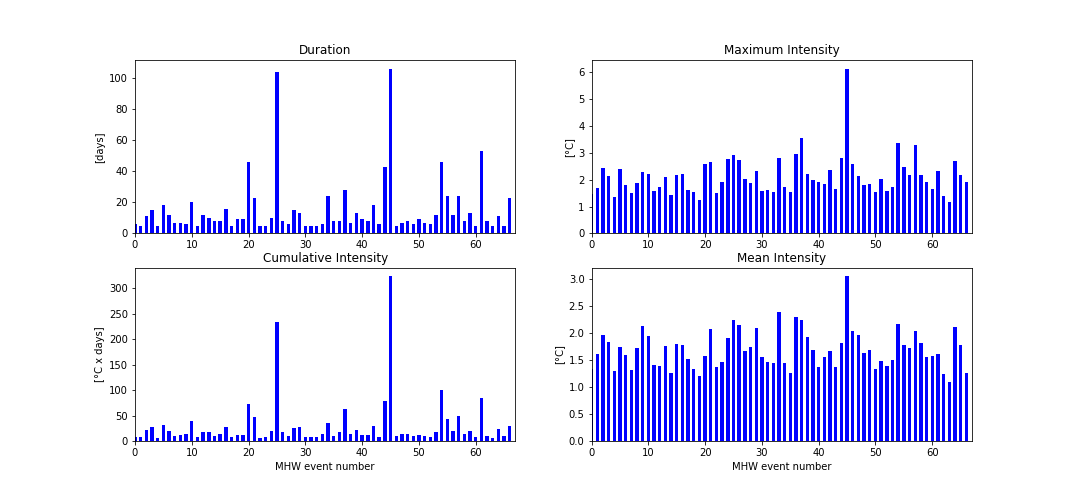 Duration
[days]
100
80
60
40
20
0
0 10 20 30 40 50 60
Maximum Intensity
[°C]
6
5
4
3
2
1
0
0 10 20 30 40 50 60
Cumulative Intensity
[°C x days]
300
250
200
150
100
50
0
0 10 20 30 40 50 60
MHW event number
Mean Intensity
[°C]
3.0
2.5
2.0
1.5
1.0
0.5
0.0
0 10 20 30 40 50 60
MHW event number